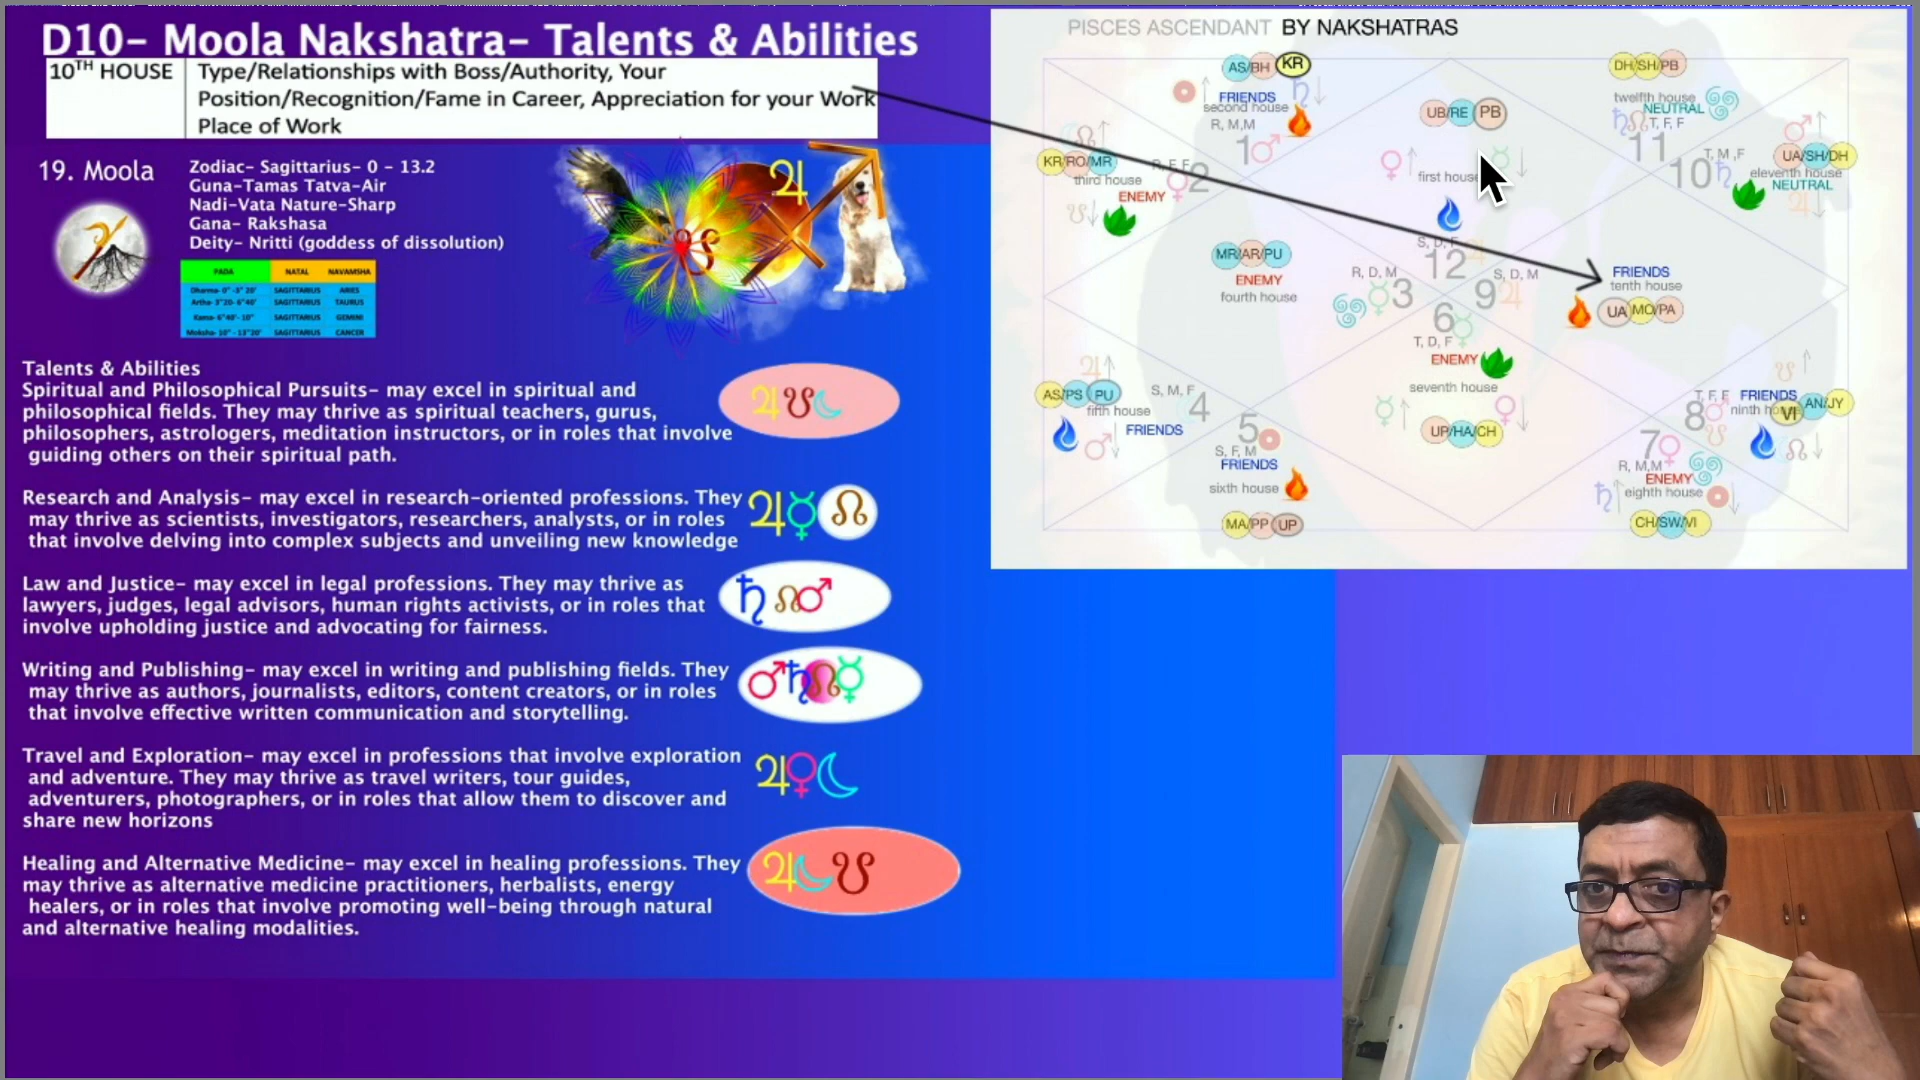 D10- Moola Nakshatra- Talents & Abilities
10TH HOUSE
Type/Relationships with Boss/Authority, Your
Position/Recognition/Fame in Career, Appreciation for your Work
Place of Work
19. Moola
Zodiac- Sagittarius- 0 - 13.2
Guna-Tamas Tatva-Air
Nadi-Vata Nature-Sharp
Gana- Rakshasa
Deity- Nritti (goddess of dissolution)
PADA NATAL NAVAMSHA
Dharma- 0° -3° 20' SAGITTARIUS ARIES
Artha- 3°20- 6°40' SAGITTARIUS TAURUS
Kama- 6°40'- 10° SAGITTARIUS GEMINI
Moksha- 10° - 13°20' SAGITTARIUS CANCER
Talents & Abilities
Spiritual and Philosophical Pursuits- may excel in spiritual and
philosophical fields. They may thrive as spiritual teachers, gurus,
philosophers, astrologers, meditation instructors, or in roles that involve
guiding others on their spiritual path.
Research and Analysis- may excel in research-oriented professions. They
may thrive as scientists, investigators, researchers, analysts, or in roles
that involve delving into complex subjects and unveiling new knowledge
Law and Justice- may excel in legal professions. They may thrive as
lawyers, judges, legal advisors, human rights activists, or in roles that
involve upholding justice and advocating for fairness.
Writing and Publishing- may excel in writing and publishing fields. They
may thrive as authors, journalists, editors, content creators, or in roles
that involve effective written communication and storytelling.
Travel and Exploration- may excel in professions that involve exploration
and adventure. They may thrive as travel writers, tour guides,
adventurers, photographers, or in roles that allow them to discover and
share new horizons
Healing and Alternative Medicine- may excel in healing professions. They
may thrive as alternative medicine practitioners, herbalists, energy
healers, or in roles that involve promoting well-being through natural
and alternative healing modalities.
PISCES ASCENDANT BY NAKSHATRAS
AS/BH KR
FRIENDS
second house
R, M,M
1
UB/RE PB
first house
S, D, F
12
DH/SH/PB
twelfth house
NEUTRAL
T, F, F
11
KR/RO/MR
third house
ENEMY
2
UA/SH/DH
T, M ,F
10
eleventh house
NEUTRAL
MR/AR/PU
ENEMY
fourth house
R, D, M
3
S, D, M
9
FRIENDS
tenth house
UA MO/PA
6
T, D, F
ENEMY
seventh house
UP/HA/CH
AS/PS PU
fifth house
S, M, F
4
FRIENDS
5
S, F, M
FRIENDS
sixth house
MA/PP UP
T, F, F
8
FRIENDS
ninth
VI AN/JY
7
R, M,M
ENEMY
eighth house
CH/SW/VI